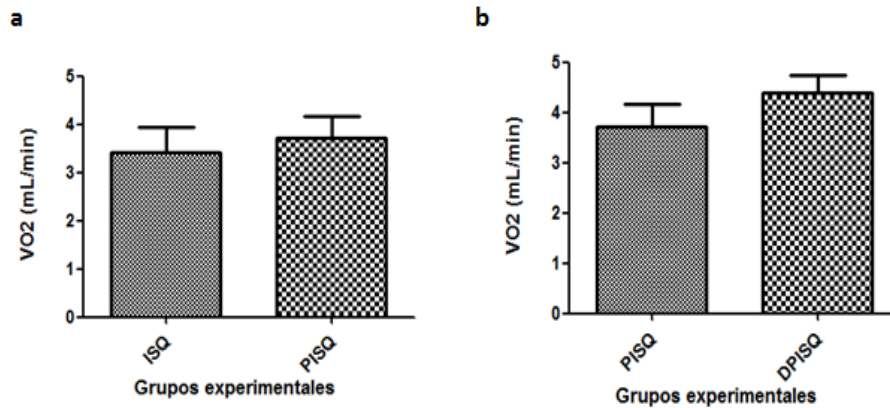 a
VO2 (mL/min)
5
4
3
2
1
0
ISQ
PISQ
Grupos experimentales
b
VO2 (mL/min)
5
4
3
2
1
0
PISQ
DPISQ
Grupos experimentales